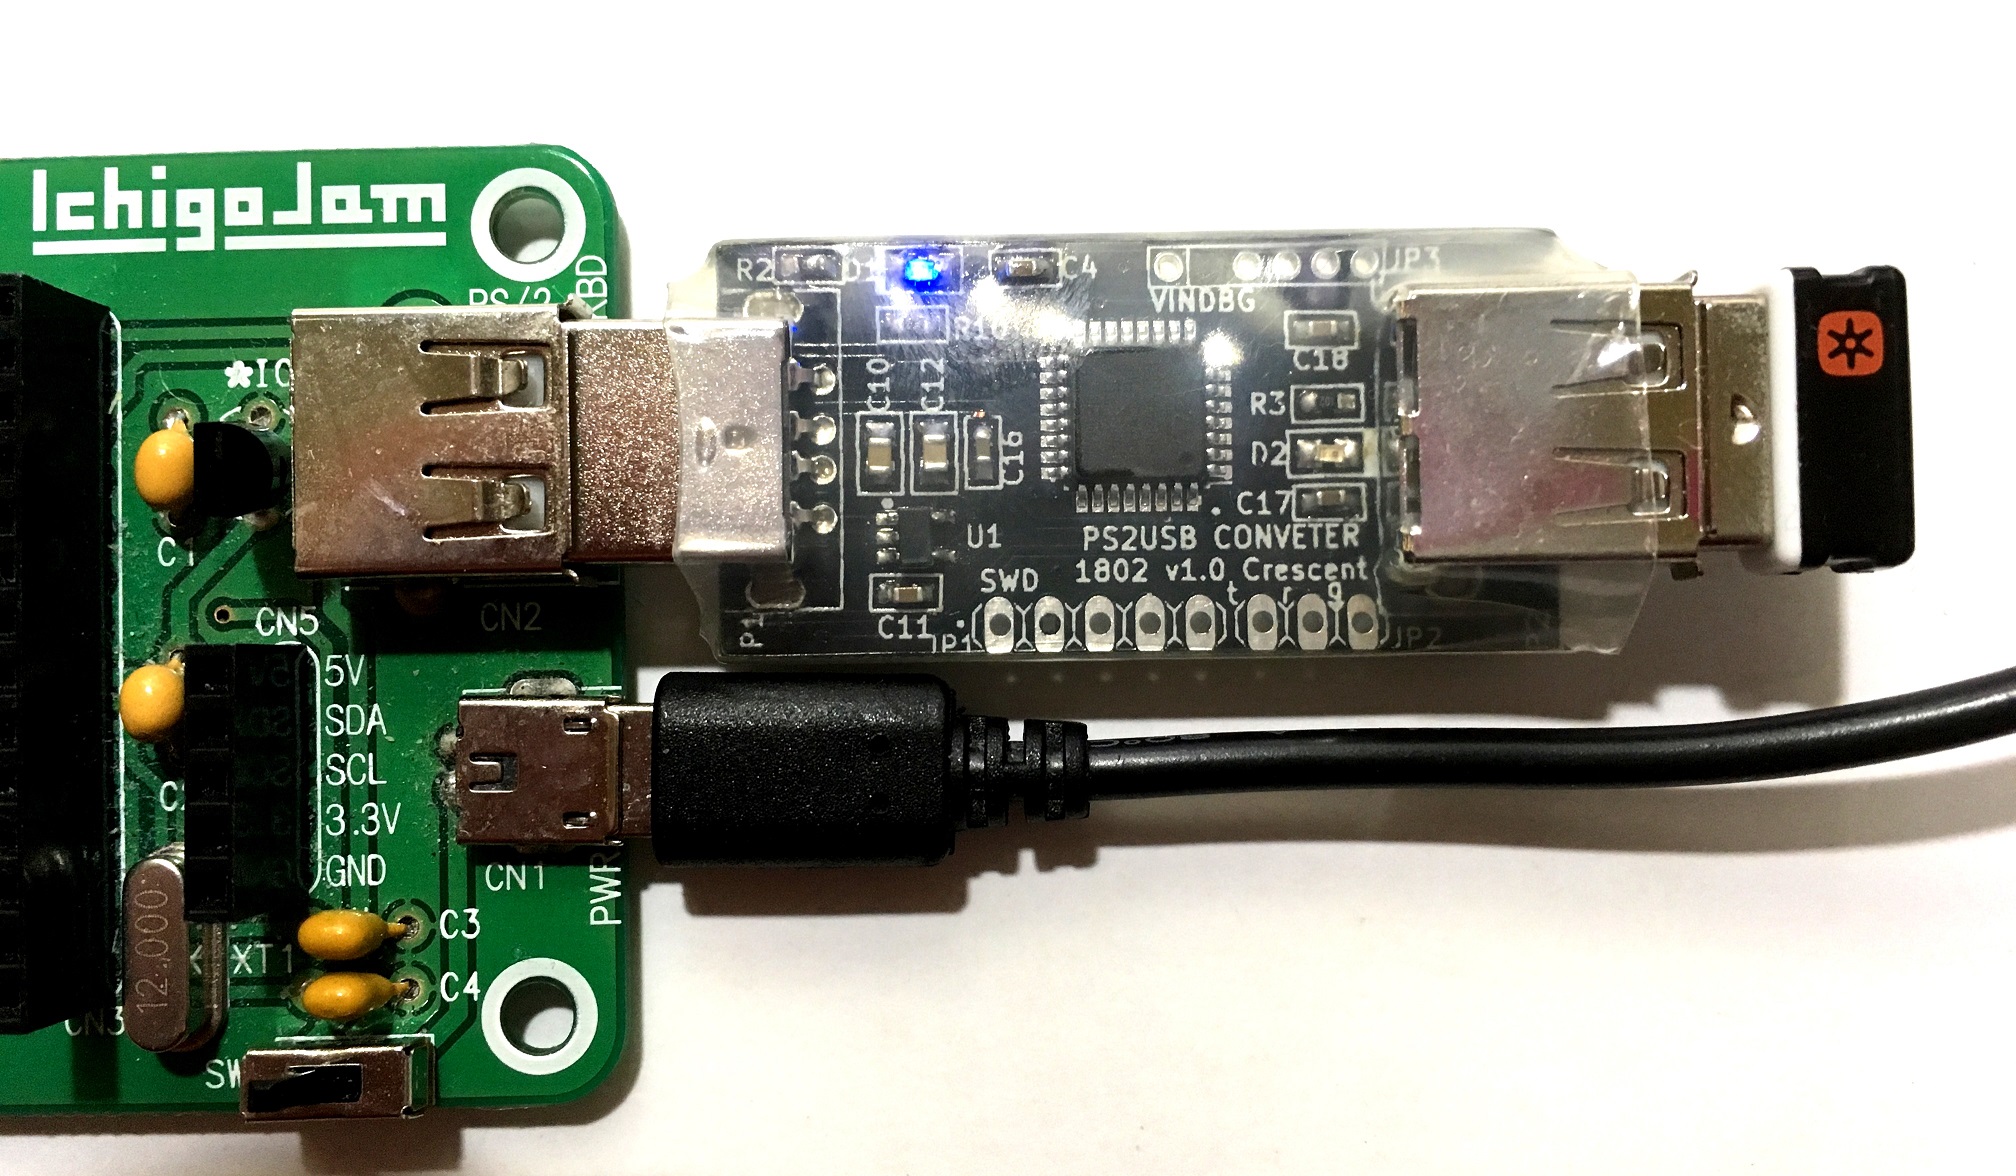 IchigoJam
CN3
12.000
XT1
CN5
GND
3.3V
SCL
SDA
5V
C4
C3
CN1
CN2
PS/2
PWR
KBD
R2
C10
C11
C12
U1
C16
C4
SWD
PS2USB CONVETER
1802 v1.0 Crescent
VINDBG
C17
D2
R3
C18
JP2
JP3